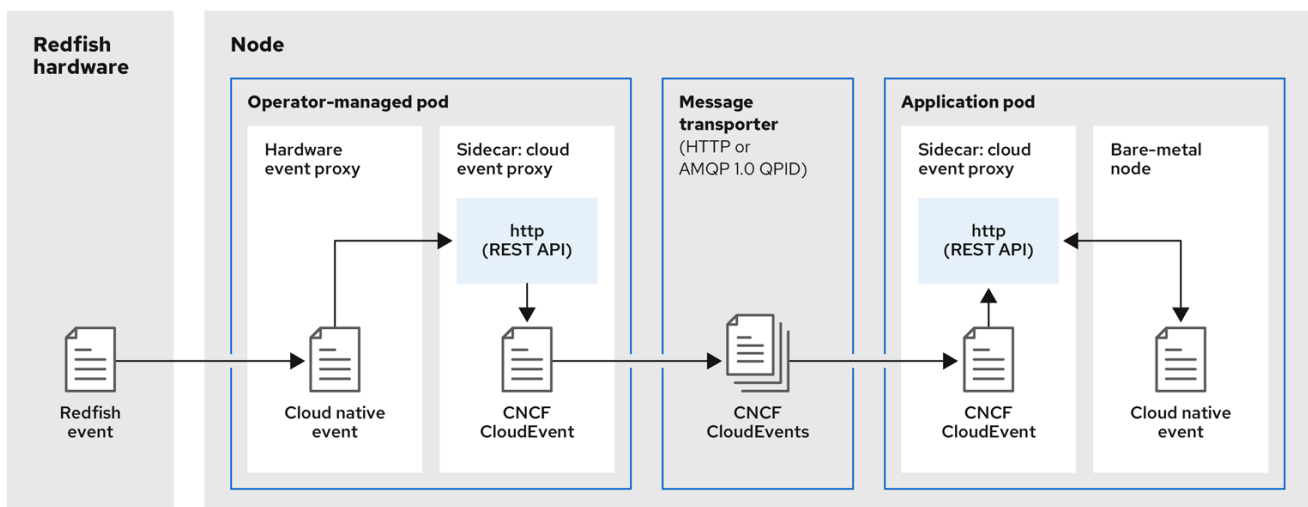 Redfish
hardware
Node
Operator-managed pod
Hardware
event proxy
Sidecar: cloud
event proxy
http
(REST API)
Message
transporter
(HTTP or
AMQP 1.0 QPID)
Application pod
Sidecar: cloud
event proxy
http
(REST API)
Bare-metal
node
Redfish
event
Cloud native
event
CNCF
CloudEvent
CNCF
CloudEvents
CNCF
CloudEvent
Cloud native
event